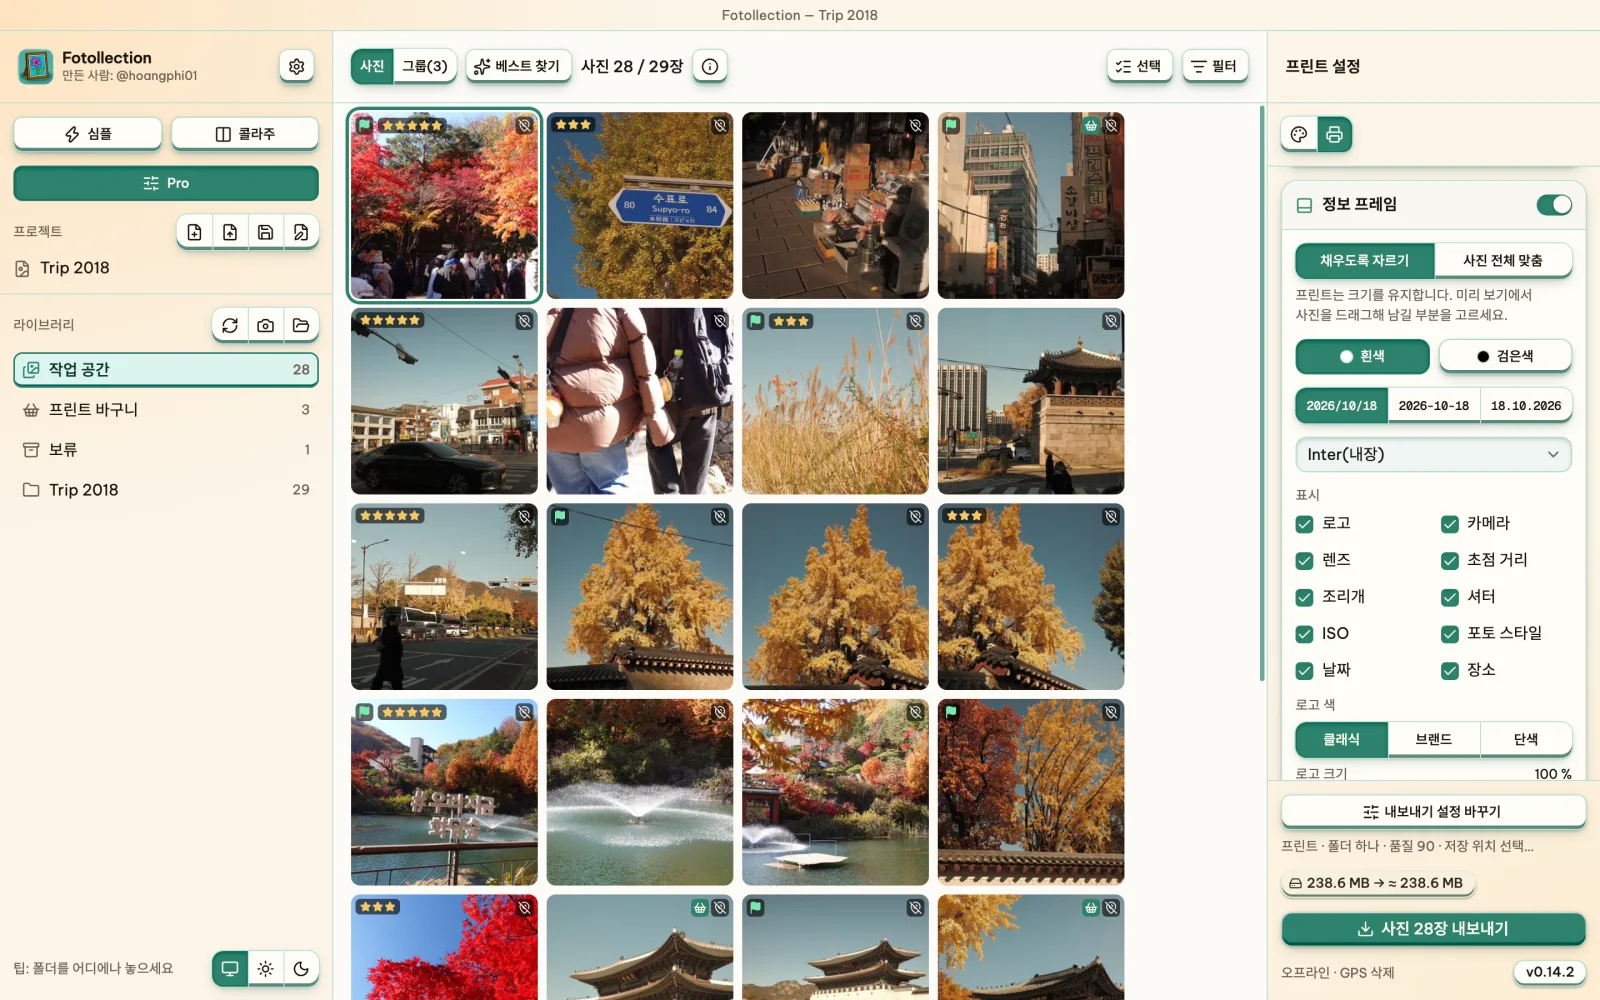 Fotollection — Trip 2018
Fotollection
만든 사람: @hoangphi01
심플
콜라주
Pro
프로젝트
Trip 2018
라이브러리
작업 공간 28
프린트 바구니 3
보류 1
Trip 2018 29
팁: 폴더를 어디에나 놓으세요
사진
그룹(3)
베스트 찾기
사진 28 / 29장
선택
필터
수표로
80 Supyo-ro 84
프린트 설정
정보 프레임
채우도록 자르기
사진 전체 맞춤
프린트는 크기를 유지합니다. 미리 보기에서
사진을 드래그해 남길 부분을 고르세요.
흰색
검은색
2026/10/18
2026-10-18
18.10.2026
Inter(내장)
표시
로고
카메라
렌즈
초점 거리
조리개
셔터
ISO
포토 스타일
날짜
장소
로고 색
클래식
브랜드
단색
로고 크기 100 %
내보내기 설정 바꾸기
프린트 · 폴더 하나 · 품질 90 · 저장 위치 선택...
238.6 MB → ≈ 238.6 MB
사진 28장 내보내기
오프라인 · GPS 삭제
v0.14.2